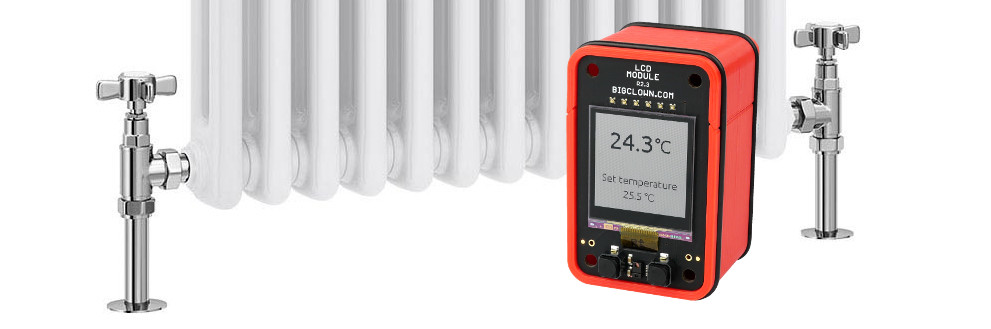 LCD
MODULE
R2.3
BIGCLOWN.COM
24.3°C
Set temperature
25.5 °C